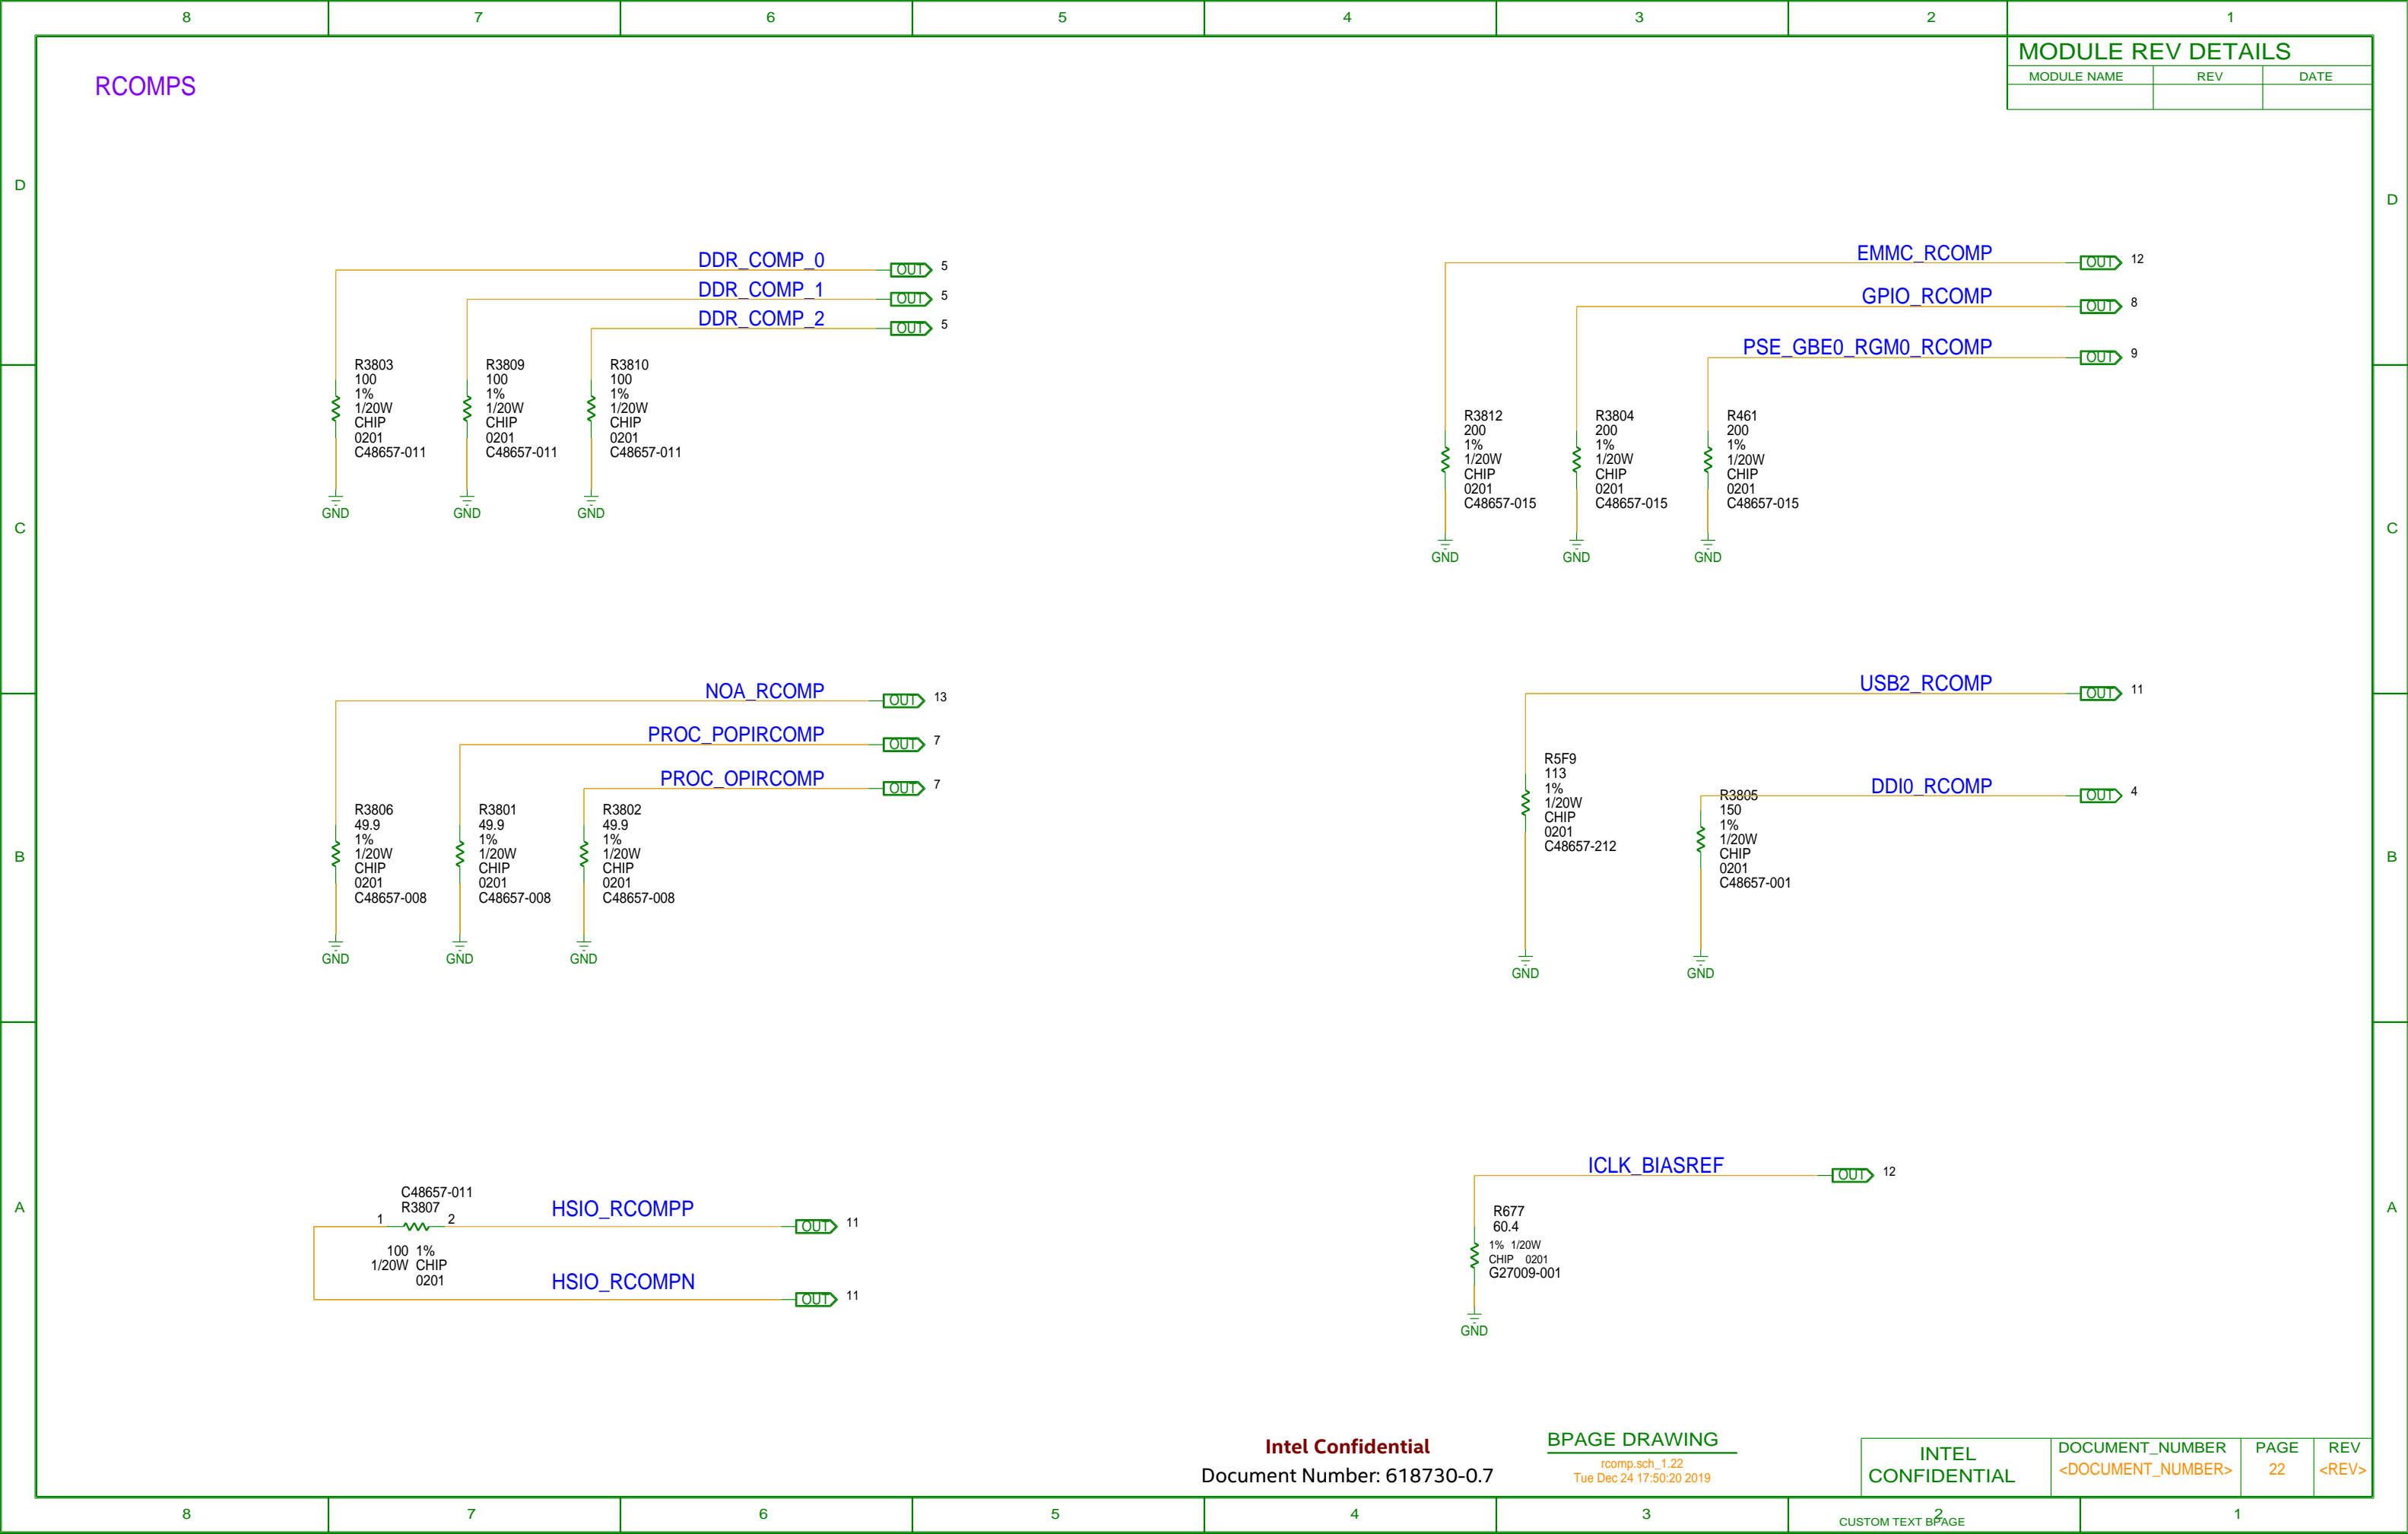 8 7 6 5 4 3 2 1
MODULE REV DETAILS
MODULE NAME REV DATE
RCOMPS
D D
DDR_COMP_0 OUT 5
DDR_COMP_1 OUT 5
DDR_COMP_2 OUT 5
EMMC_RCOMP OUT 12
GPIO_RCOMP OUT 8
PSE_GBE0_RGM0_RCOMP OUT 9
R3803
100
1%
1/20W
CHIP
0201
C48657-011
GND
R3809
100
1%
1/20W
CHIP
0201
C48657-011
GND
R3810
100
1%
1/20W
CHIP
0201
C48657-011
GND
R3812
200
1%
1/20W
CHIP
0201
C48657-015
GND
R3804
200
1%
1/20W
CHIP
0201
C48657-015
GND
R461
200
1%
1/20W
CHIP
0201
C48657-015
GND
C C
NOA_RCOMP OUT 13
PROC_POPIRCOMP OUT 7
PROC_OPIRCOMP OUT 7
R3806
49.9
1%
1/20W
CHIP
0201
C48657-008
GND
R3801
49.9
1%
1/20W
CHIP
0201
C48657-008
GND
R3802
49.9
1%
1/20W
CHIP
0201
C48657-008
GND
USB2_RCOMP OUT 11
DDI0_RCOMP OUT 4
R5F9
113
1%
1/20W
CHIP
0201
C48657-212
GND
R3805
150
1%
1/20W
CHIP
0201
C48657-001
GND
B B
C48657-011
R3807
1 2
100 1%
1/20W CHIP
0201
HSIO_RCOMPP OUT 11
HSIO_RCOMPN OUT 11
ICLK_BIASREF OUT 12
R677
60.4
1% 1/20W
CHIP 0201
G27009-001
GND
A A
Intel Confidential
Document Number: 618730-0.7
BPAGE DRAWING
rcomp.sch_1.22
Tue Dec 24 17:50:20 2019
INTEL
CONFIDENTIAL
DOCUMENT_NUMBER PAGE REV
<DOCUMENT_NUMBER> 22 <REV>
8 7 6 5 4 3 2 1
CUSTOM TEXT BPAGE